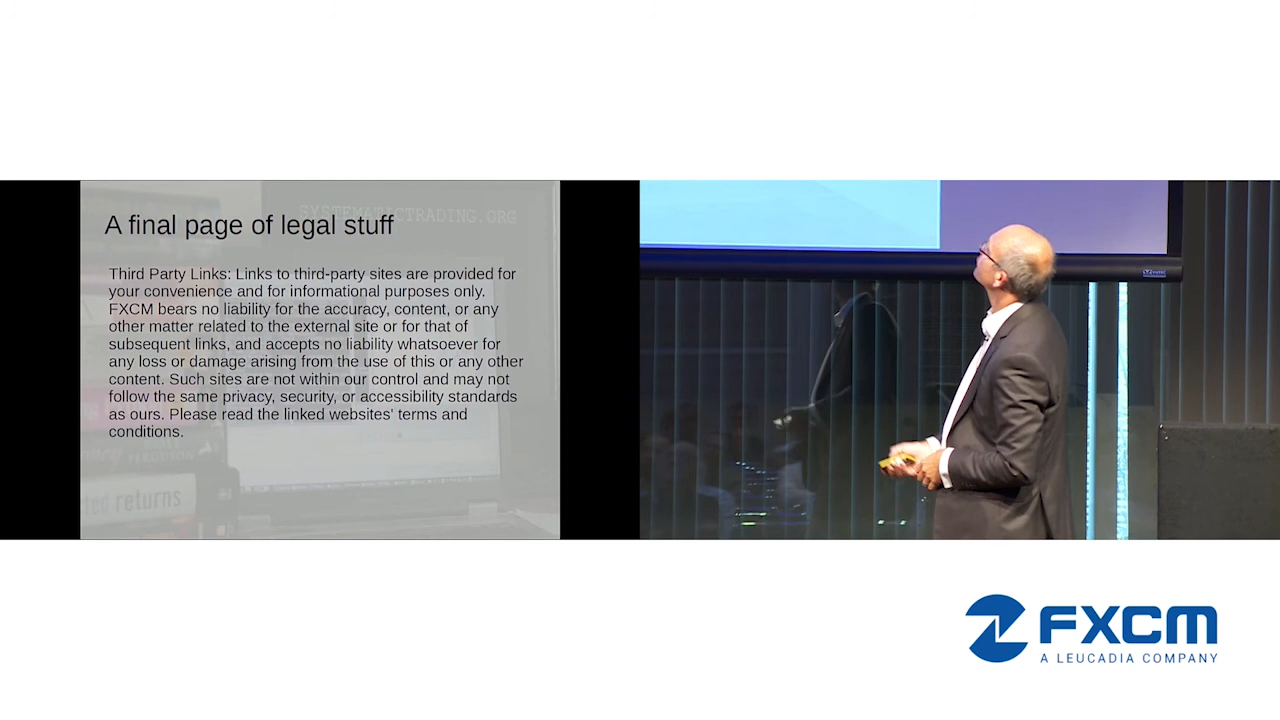 SYSTEMATICTRADING.ORG
A final page of legal stuff
Third Party Links: Links to third-party sites are provided for
your convenience and for informational purposes only.
FXCM bears no liability for the accuracy, content, or any
other matter related to the external site or for that of
subsequent links, and accepts no liability whatsoever for
any loss or damage arising from the use of this or any other
content. Such sites are not within our control and may not
follow the same privacy, security, or accessibility standards
as ours. Please read the linked websites' terms and
conditions.
FERGUSON
returns
FXCM
A LEUCADIA COMPANY